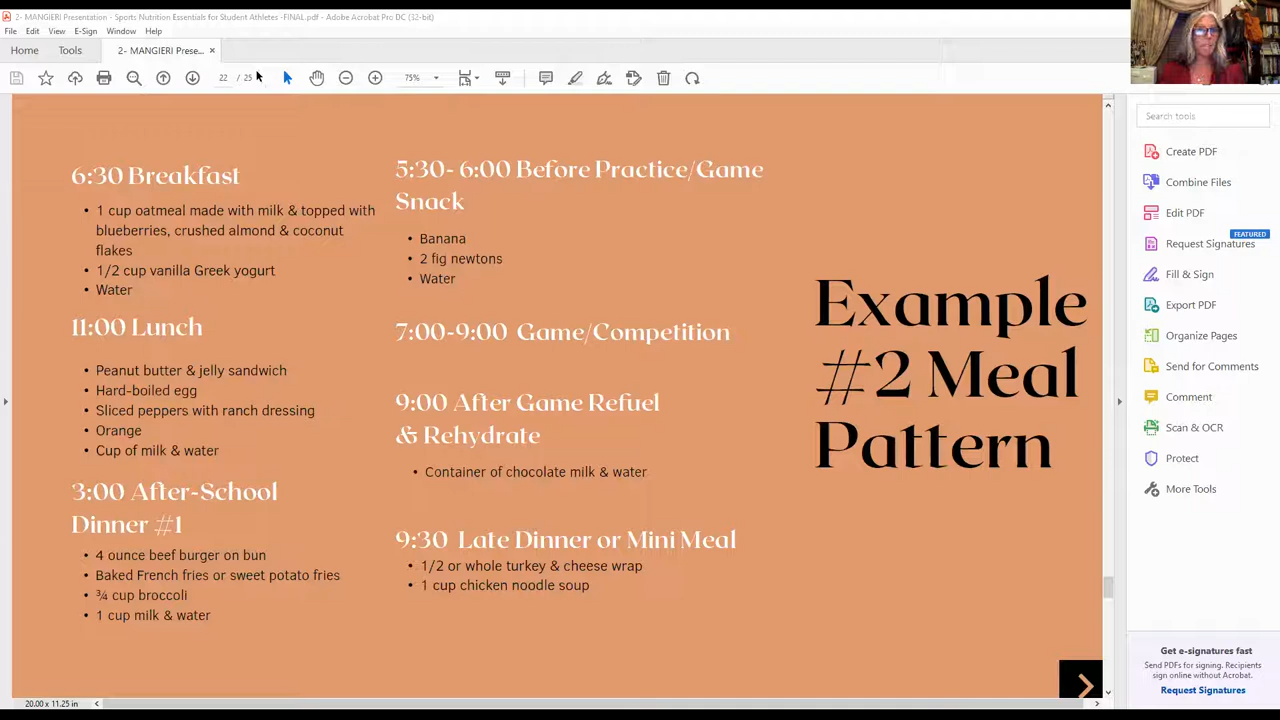 2- MANGIERI Presentation - Sports Nutrition Essentials for Student Athletes -FINAL.pdf - Adobe Acrobat Pro DC (32-bit)
File Edit View E-Sign Window Help
Home Tools 2- MANGIERI Prese... ×
22 / 25 75%
6:30 Breakfast
• 1 cup oatmeal made with milk & topped with
blueberries, crushed almond & coconut
flakes
• 1/2 cup vanilla Greek yogurt
• Water
11:00 Lunch
• Peanut butter & jelly sandwich
• Hard-boiled egg
• Sliced peppers with ranch dressing
• Orange
• Cup of milk & water
3:00 After-School
Dinner #1
• 4 ounce beef burger on bun
• Baked French fries or sweet potato fries
• ¾ cup broccoli
• 1 cup milk & water
5:30- 6:00 Before Practice/Game
Snack
• Banana
• 2 fig newtons
• Water
7:00-9:00 Game/Competition
9:00 After Game Refuel
& Rehydrate
• Container of chocolate milk & water
9:30 Late Dinner or Mini Meal
• 1/2 or whole turkey & cheese wrap
• 1 cup chicken noodle soup
Example
#2 Meal
Pattern
Search tools
Create PDF
Combine Files
Edit PDF
FEATURED
Request Signatures
Fill & Sign
Export PDF
Organize Pages
Send for Comments
Comment
Scan & OCR
Protect
More Tools
Get e-signatures fast
Send PDFs for signing. Recipients
sign online without Acrobat.
Request Signatures
20.00 x 11.25 in